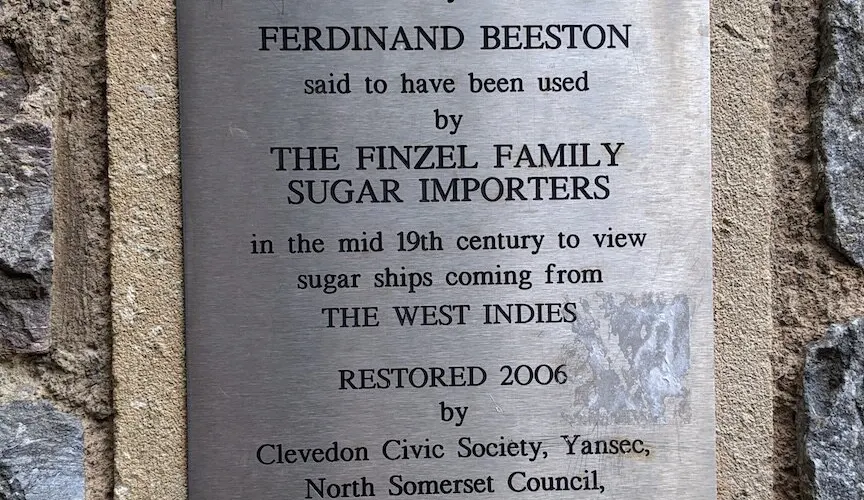 FERDINAND BEESTON
said to have been used
by
THE FINZEL FAMILY
SUGAR IMPORTERS
in the mid 19th century to view
sugar ships coming from
THE WEST INDIES
RESTORED 2006
by
Clevedon Civic Society, Yansec,
North Somerset Council,